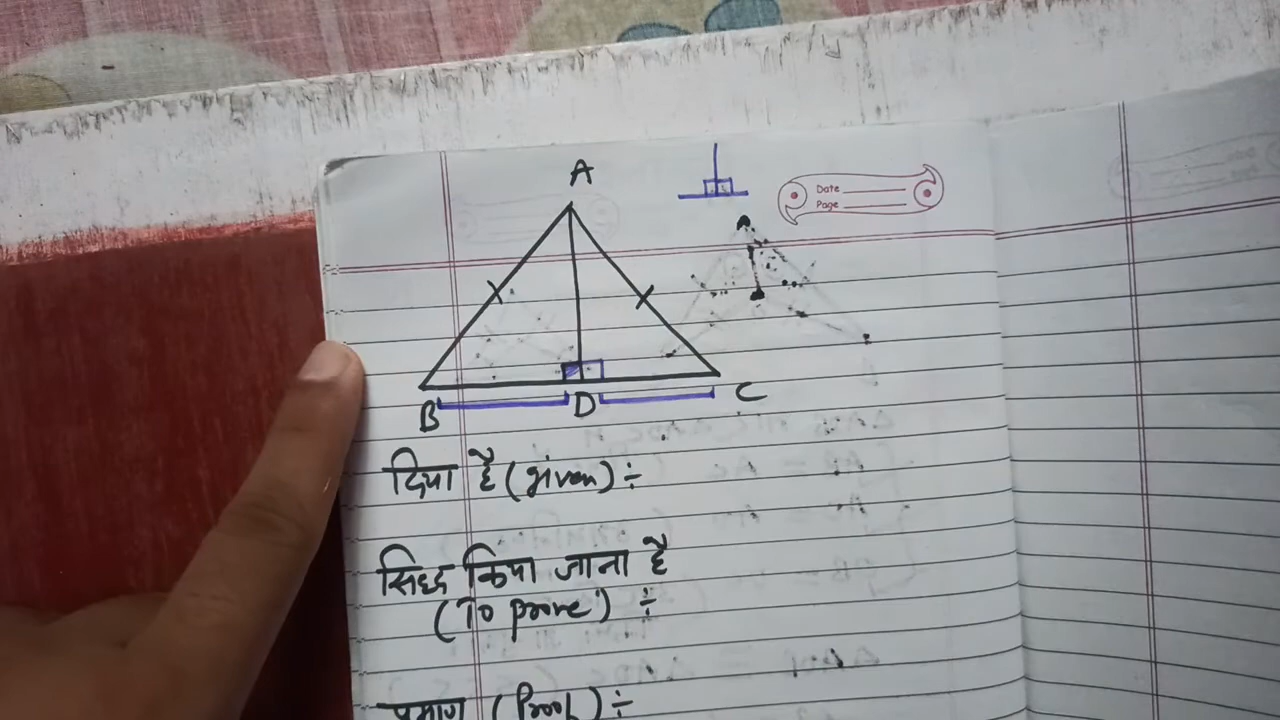 A
Date
Page
B D C
दिया है (given) ÷
सिध्द किया जाना है
(To prove) ÷
प्रमाण (Proof) ÷